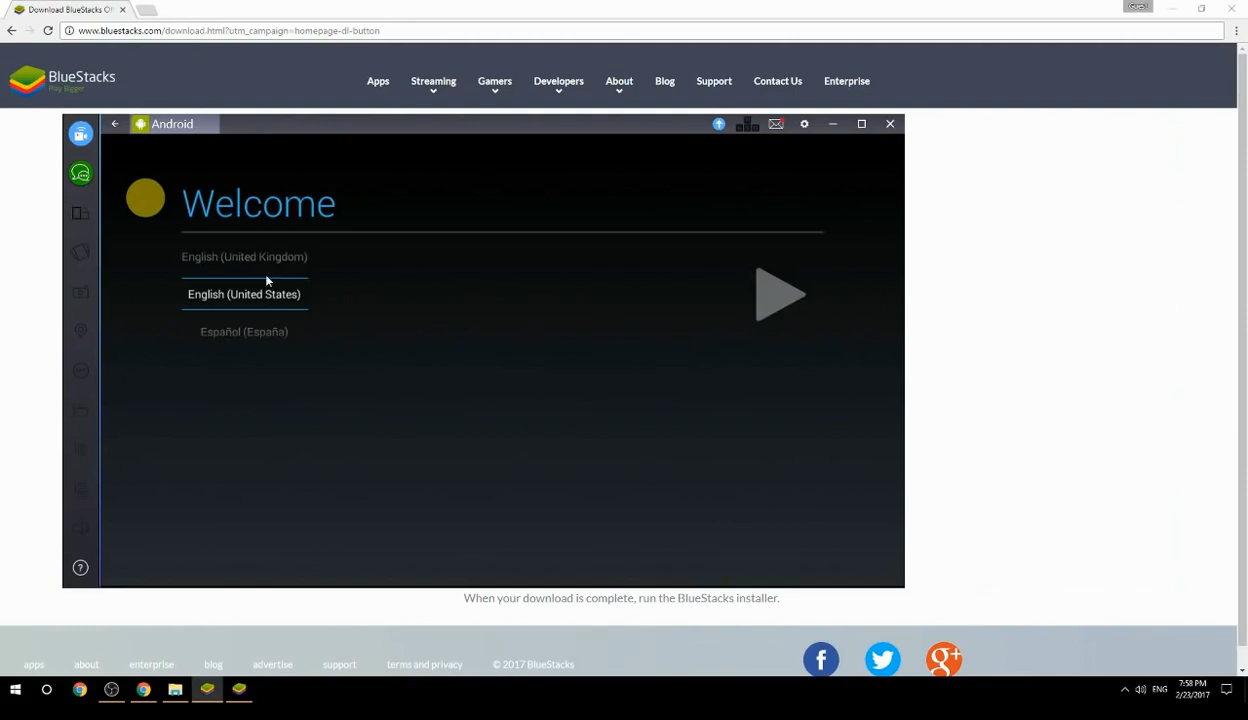 Download BlueStacks O
Guest
www.bluestacks.com/download.html?utm_campaign=homepage-dl-button
BlueStacks
Play Bigger
Apps Streaming Gamers Developers About Blog Support Contact Us Enterprise
Android
Welcome
English (United Kingdom)
English (United States)
Español (España)
?
When your download is complete, run the BlueStacks installer.
apps about enterprise blog advertise support terms and privacy © 2017 BlueStacks
ENG
7:58 PM
2/23/2017